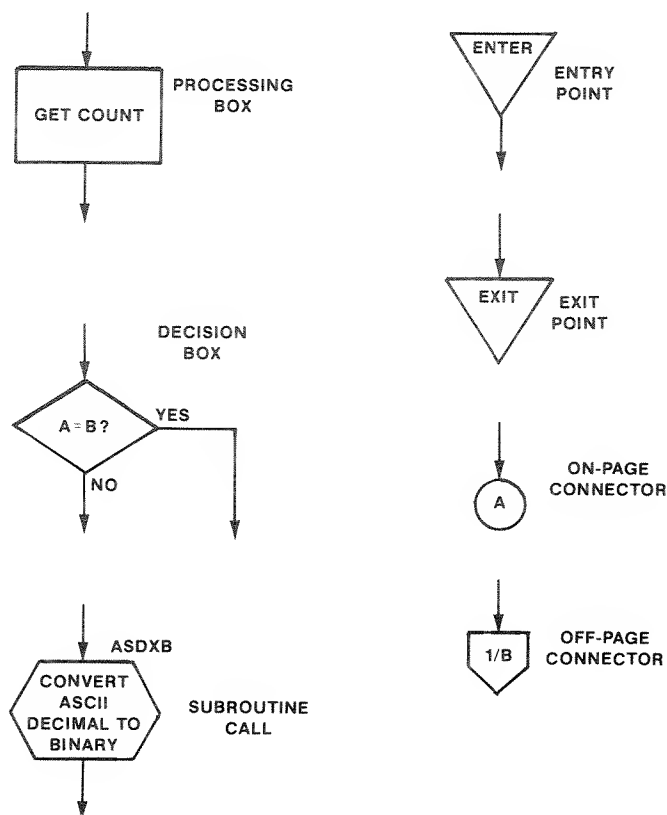 GET COUNT
PROCESSING
BOX
DECISION
BOX
A=B?
YES
NO
ASDXB
CONVERT
ASCII
DECIMAL TO
BINARY
SUBROUTINE
CALL
ENTER
ENTRY
POINT
EXIT
EXIT
POINT
A
ON-PAGE
CONNECTOR
1/B
OFF-PAGE
CONNECTOR